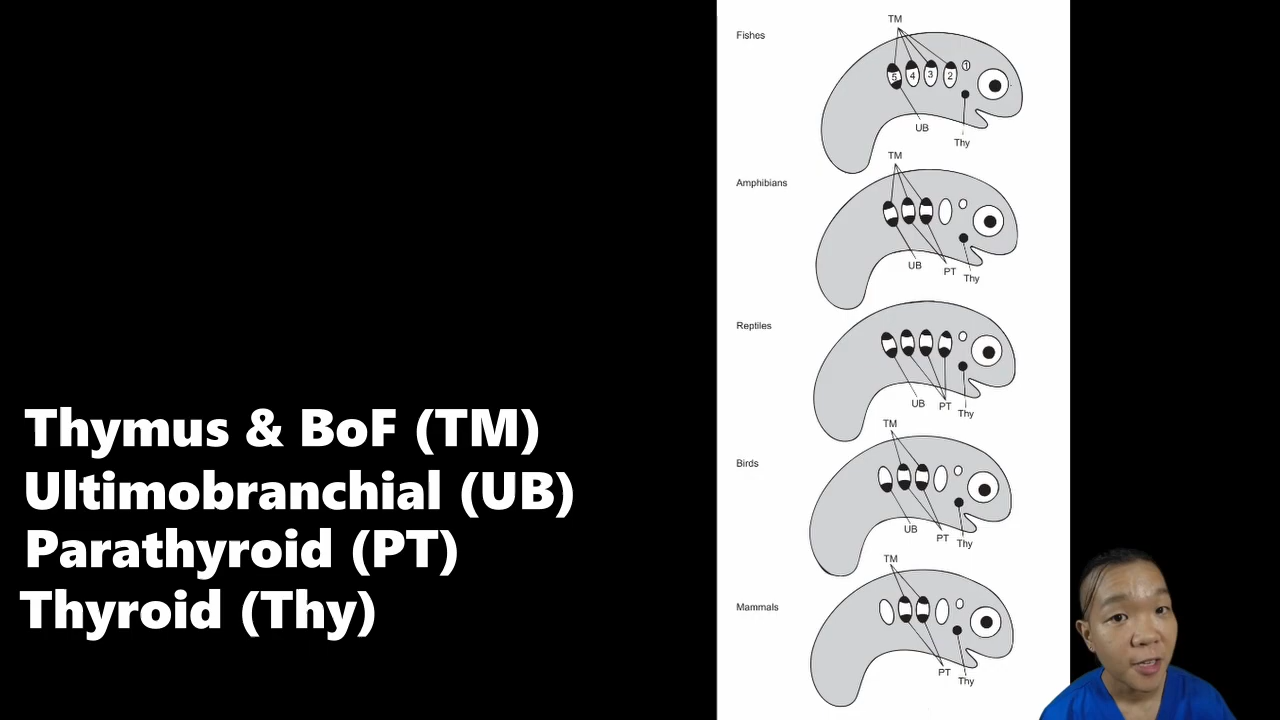 Thymus & BoF (TM)
Ultimobranchial (UB)
Parathyroid (PT)
Thyroid (Thy)
Fishes
TM
5 4 3 2 1
UB
Thy
Amphibians
TM
UB
PT
Thy
Reptiles
UB
PT
Thy
Birds
TM
UB
PT
Thy
Mammals
TM
PT
Thy